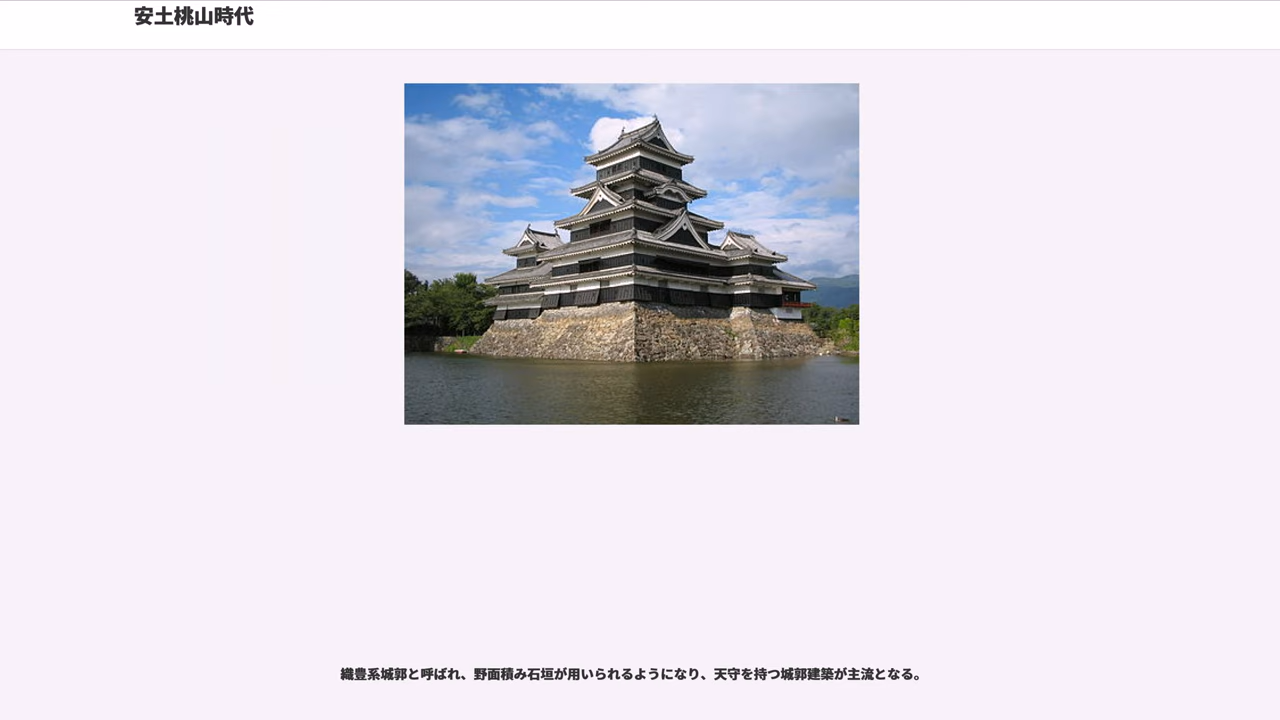 安土桃山時代
織豊系城郭と呼ばれ、野面積み石垣が用いられるようになり、天守を持つ城郭建築が主流となる。